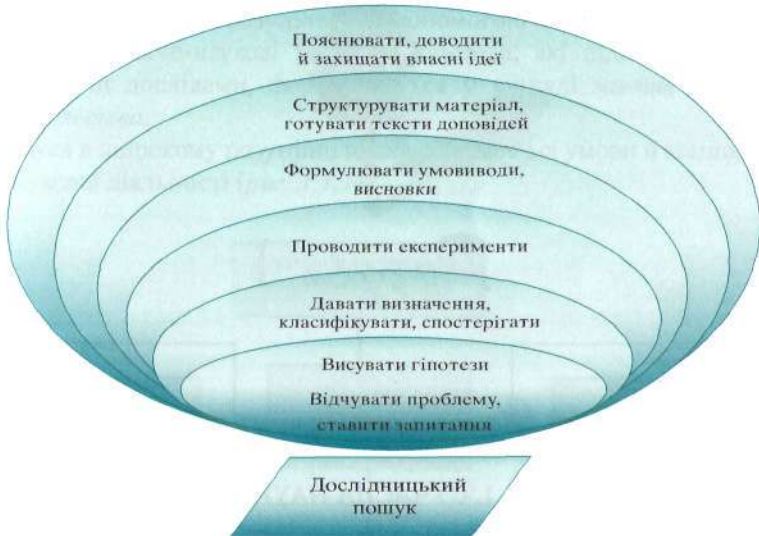 Пояснювати, доводити
й захищати власні ідеї
Структурувати матеріал,
готувати тексти доповідей
Формулювати умовиводи,
висновки
Проводити експерименти
Давати визначення,
класифікувати, спостерігати
Висувати гіпотези
Відчувати проблему,
ставити запитання
Дослідницький
пошук